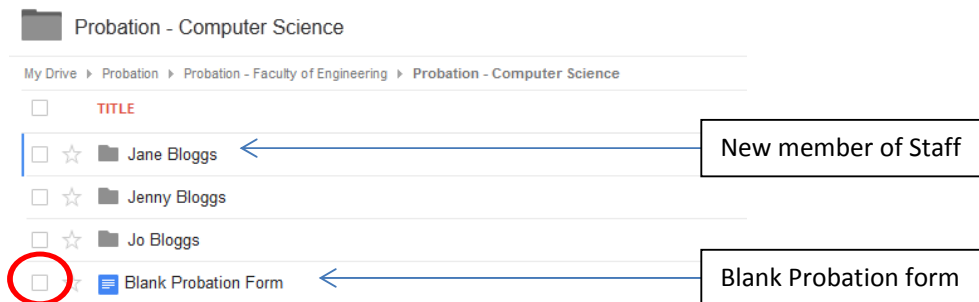 Probation - Computer Science
My Drive Probation Probation - Faculty of Engineering Probation - Computer Science
TITLE
Jane Bloggs
New member of Staff
Jenny Bloggs
Jo Bloggs
Blank Probation Form
Blank Probation form